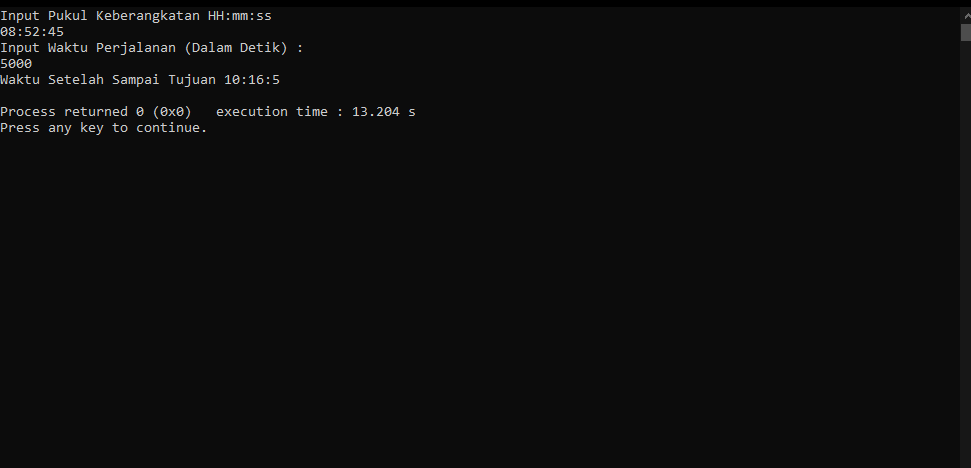 Input Pukul Keberangkatan HH:mm:ss
08:52:45
Input Waktu Perjalanan (Dalam Detik) :
5000
Waktu Setelah Sampai Tujuan 10:16:5
Process returned 0 (0x0)   execution time : 13.204 s
Press any key to continue.